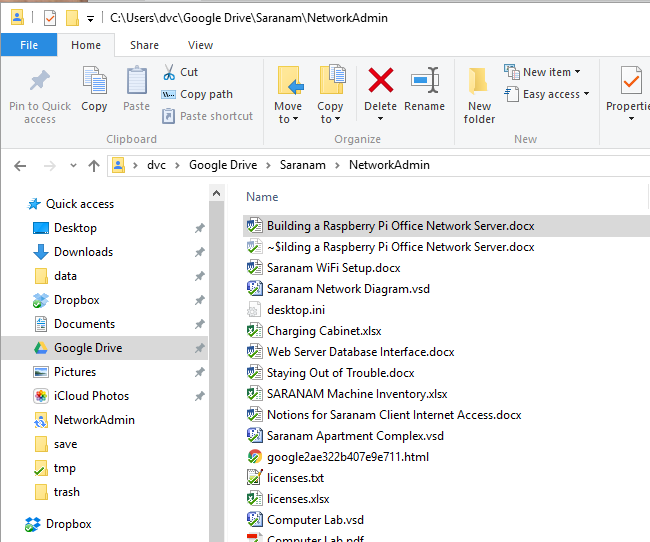 C:\Users\dvc\Google Drive\Saranam\NetworkAdmin
File Home Share View
Pin to Quick access
Copy
Paste
Cut
Copy path
Paste shortcut
Move to
Copy to
Delete
Rename
New folder
New item
Easy access
Properti
Clipboard Organize New
dvc Google Drive Saranam NetworkAdmin
Quick access
Desktop
Downloads
data
Dropbox
Documents
Google Drive
Pictures
iCloud Photos
NetworkAdmin
save
tmp
trash
Dropbox
Name
Building a Raspberry Pi Office Network Server.docx
~$ilding a Raspberry Pi Office Network Server.docx
Saranam WiFi Setup.docx
Saranam Network Diagram.vsd
desktop.ini
Charging Cabinet.xlsx
Web Server Database Interface.docx
Staying Out of Trouble.docx
SARANAM Machine Inventory.xlsx
Notions for Saranam Client Internet Access.docx
Saranam Apartment Complex.vsd
google2ae322b407e9e711.html
licenses.txt
licenses.xlsx
Computer Lab.vsd
Computer Lab.pdf